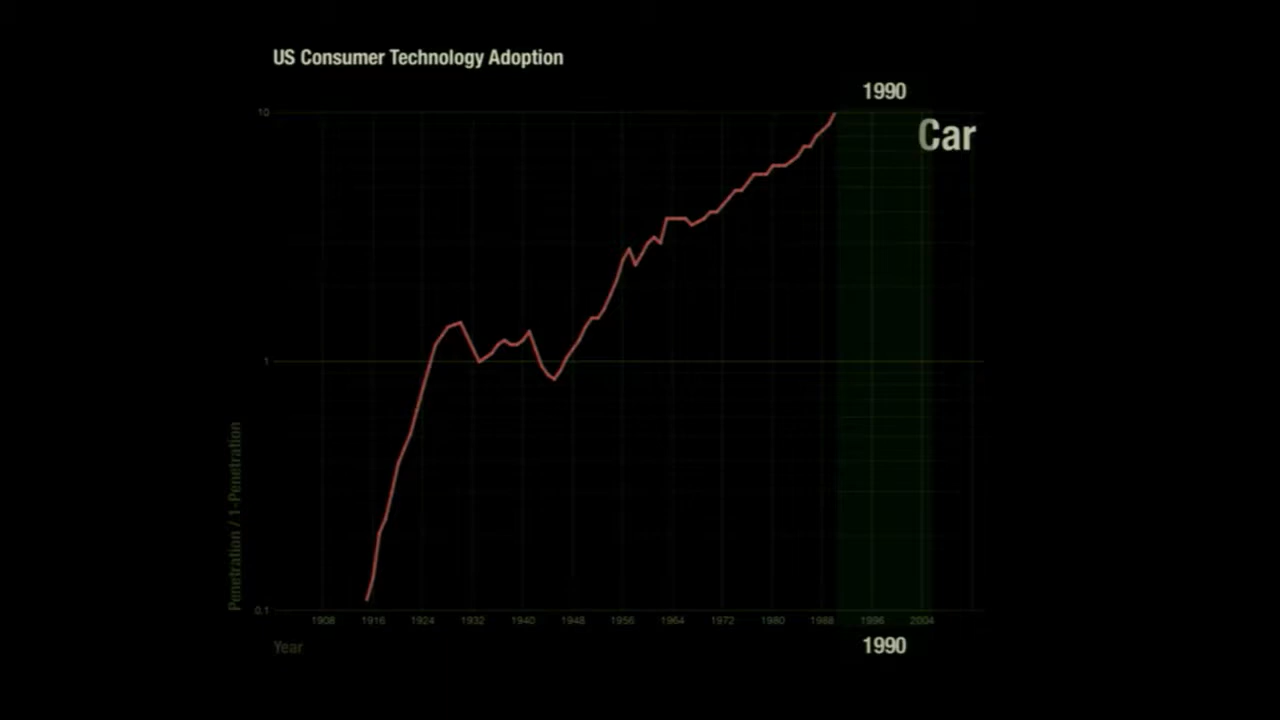 US Consumer Technology Adoption
1990
10
Car
1
Penetration / 1-Penetration
0.1
1908 1916 1924 1932 1940 1948 1956 1964 1972 1980 1988 1996 2004
Year
1990